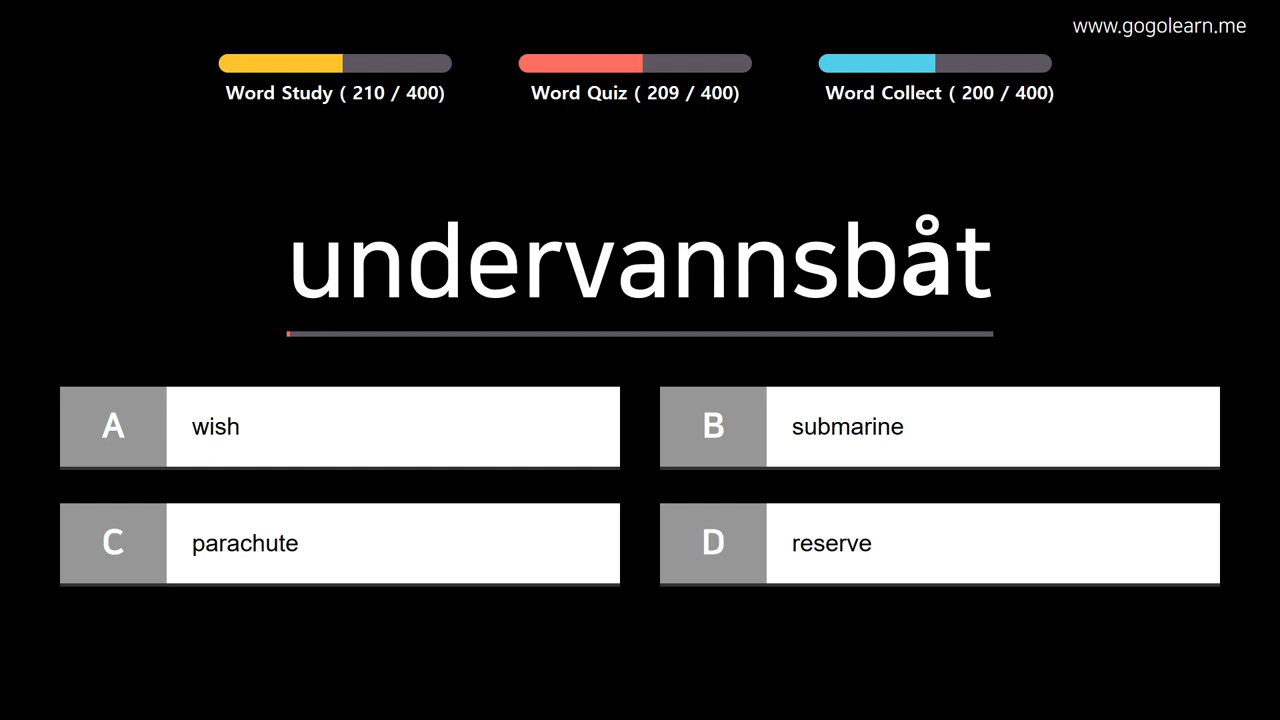 www.gogolearn.me
Word Study ( 210 / 400)
Word Quiz ( 209 / 400)
Word Collect ( 200 / 400)
undervannsbåt
A wish
B submarine
C parachute
D reserve